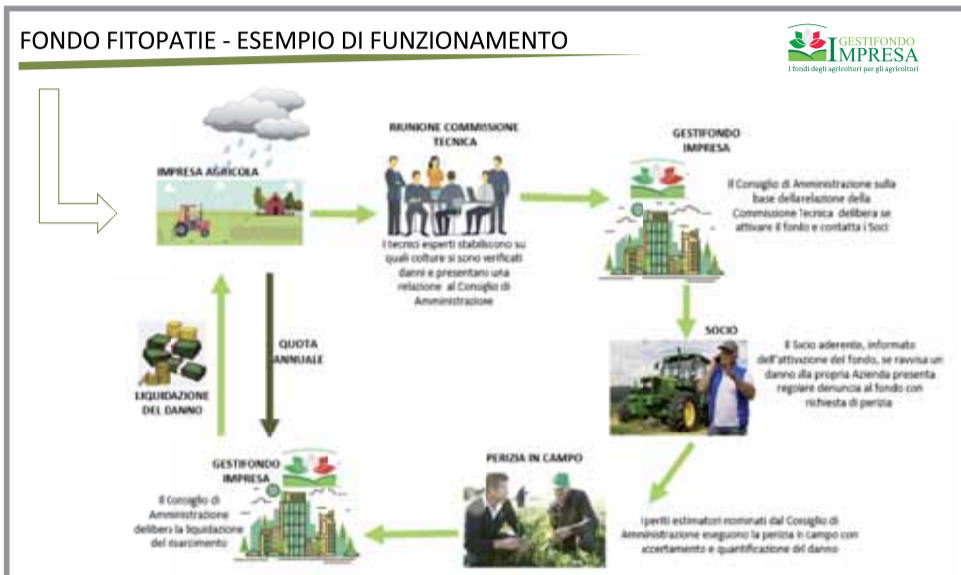 FONDO FITOPATIE - ESEMPIO DI FUNZIONAMENTO
GESTIFONDO
IMPRESA
I fondi degli agricoltori per gli agricoltori
IMPRESA AGRICOLA
RIUNIONE COMMISSIONE
TECNICA
I tecnici esperti stabiliscono su
quali colture si sono verificati
danni e presentani una
relazione al Consiglio di
Amministrazione
GESTIFONDO
IMPRESA
Il Consiglio di Amministrazione sulla
base dellarelazione della
Commissione Tecnica delibera se
attivare il fondo e contatta i Soci
SOCIO
Il Socio aderente, informato
dell'attivazione del fondo, se ravvisa un
danno alla propria Azienda presenta
regolare denuncia al fondo con
richiesta di perizia
PERIZIA IN CAMPO
I periti estimatori nominati dal Consiglio di
Amministrazione eseguono la perizia in campo con
accertamento e quantificazione del danno
GESTIFONDO
IMPRESA
Il Consiglio di
Amministrazione
delibera la liquidazione
del risarcimento
LIQUIDAZIONE
DEL DANNO
QUOTA
ANNUALE